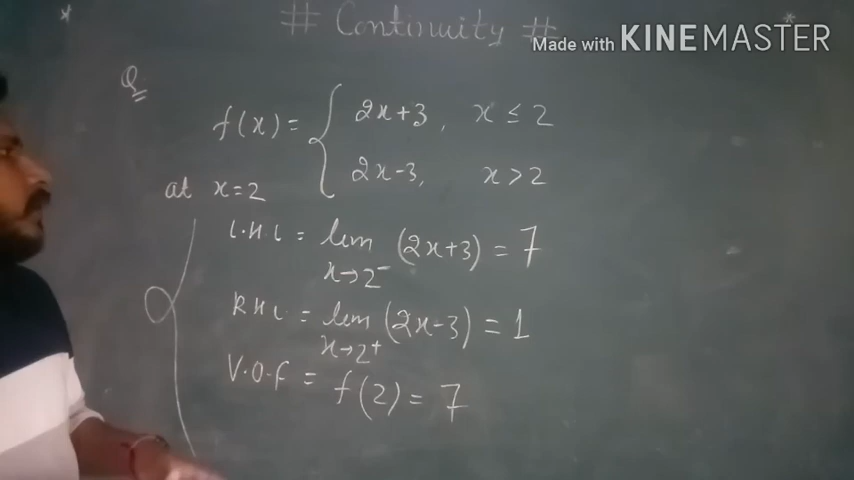 # Continuity #
Made with KINEMASTER
Q.
f(x) = { 2x+3, x ≤ 2
2x-3, x > 2
at x=2
L.H.L = lim (2x+3) = 7
x→2⁻
RHL = lim (2x-3) = 1
x→2⁺
V.O.F = f(2) = 7